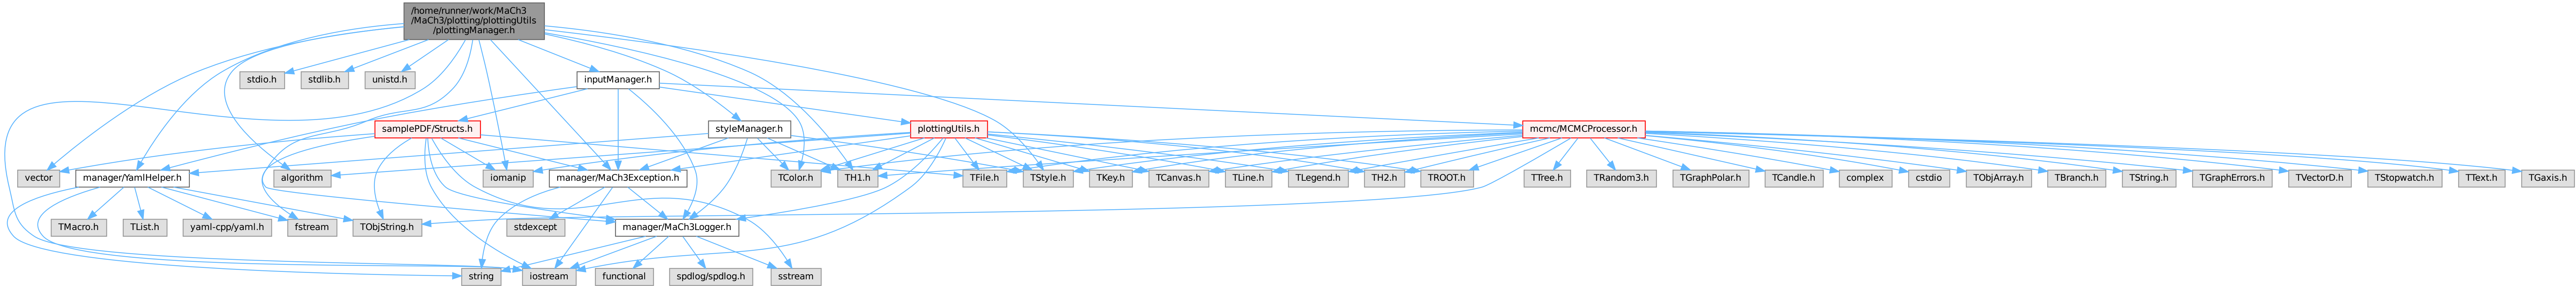 /home/runner/work/MaCh3
/MaCh3/plotting/plottingUtils
/plottingManager.h
stdio.h
stdlib.h
unistd.h
inputManager.h
samplePDF/Structs.h
styleManager.h
plottingUtils.h
mcmc/MCMCProcessor.h
vector
manager/YamlHelper.h
algorithm
iomanip
manager/MaCh3Exception.h
TColor.h
TH1.h
TFile.h
TStyle.h
TKey.h
TCanvas.h
TLine.h
TLegend.h
TH2.h
TROOT.h
TTree.h
TRandom3.h
TGraphPolar.h
TCandle.h
complex
cstdio
TObjArray.h
TBranch.h
TString.h
TGraphErrors.h
TVectorD.h
TStopwatch.h
TText.h
TGaxis.h
TMacro.h
TList.h
yaml-cpp/yaml.h
fstream
TObjString.h
stdexcept
manager/MaCh3Logger.h
string
iostream
functional
spdlog/spdlog.h
sstream